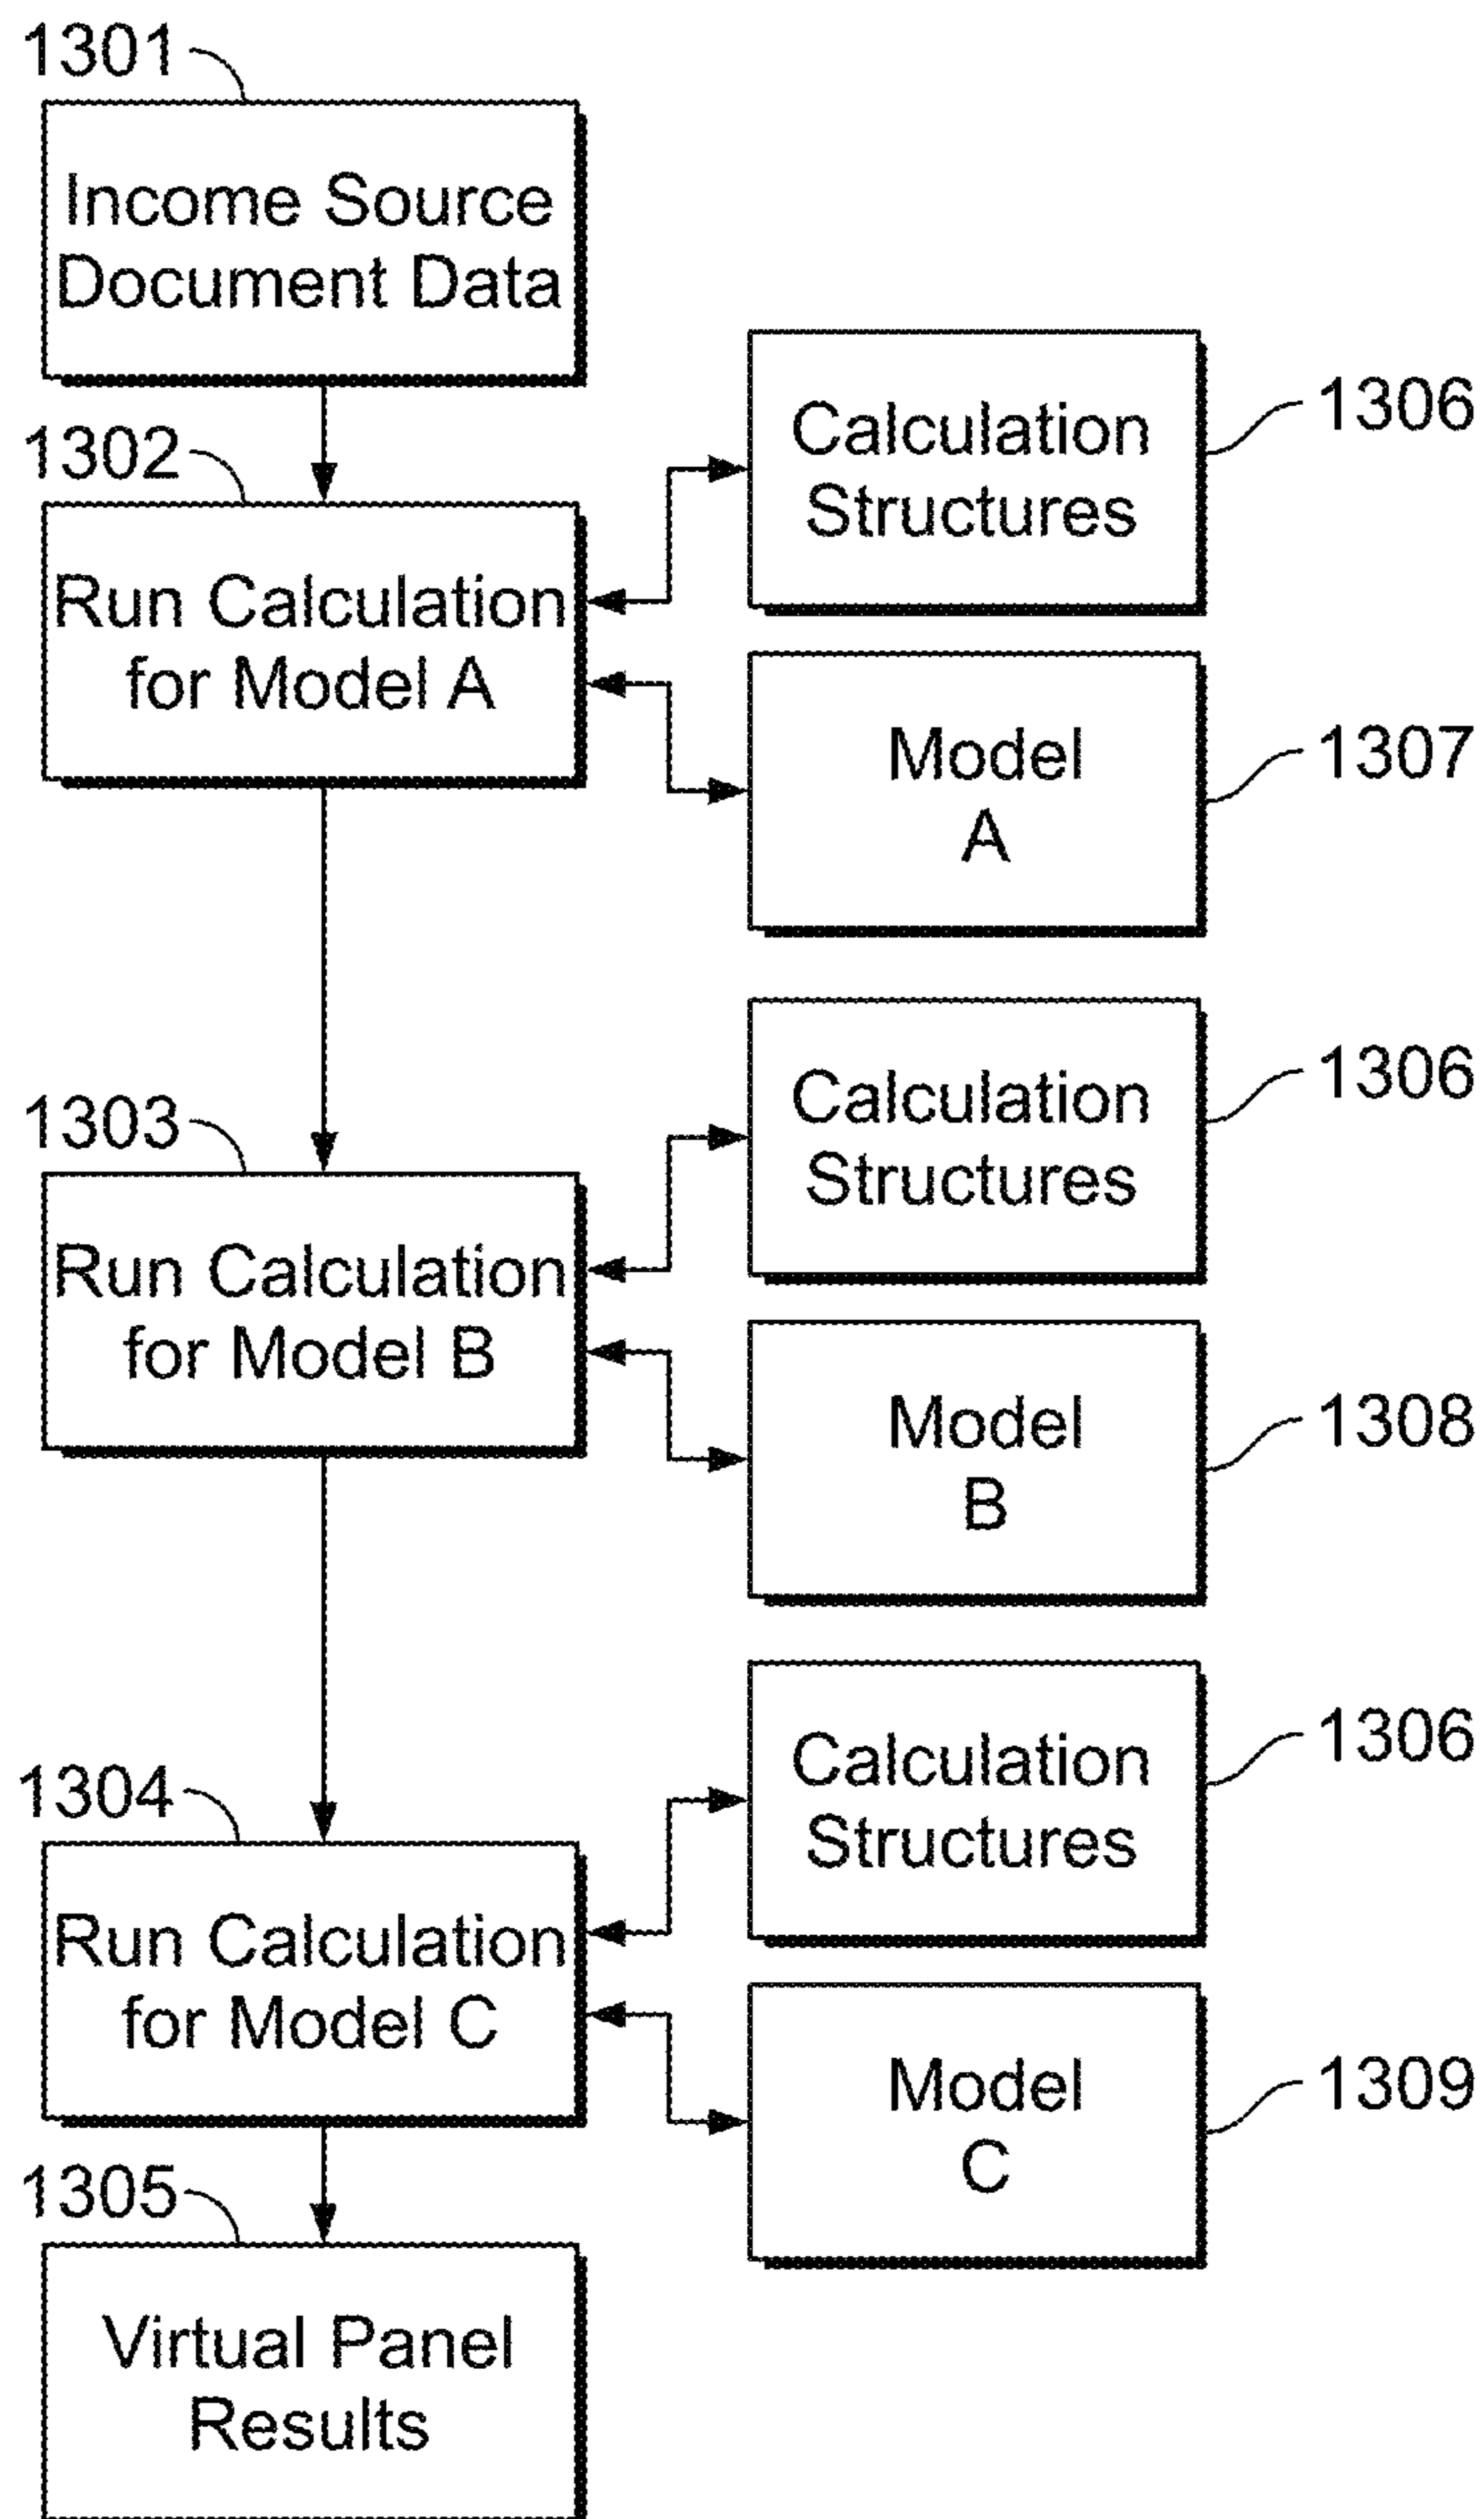 1301
Income Source
Document Data
1302
Run Calculation
for Model A
Calculation
Structures
1306
Model
A
1307
1303
Run Calculation
for Model B
Calculation
Structures
1306
Model
B
1308
1304
Run Calculation
for Model C
Calculation
Structures
1306
Model
C
1309
1305
Virtual Panel
Results